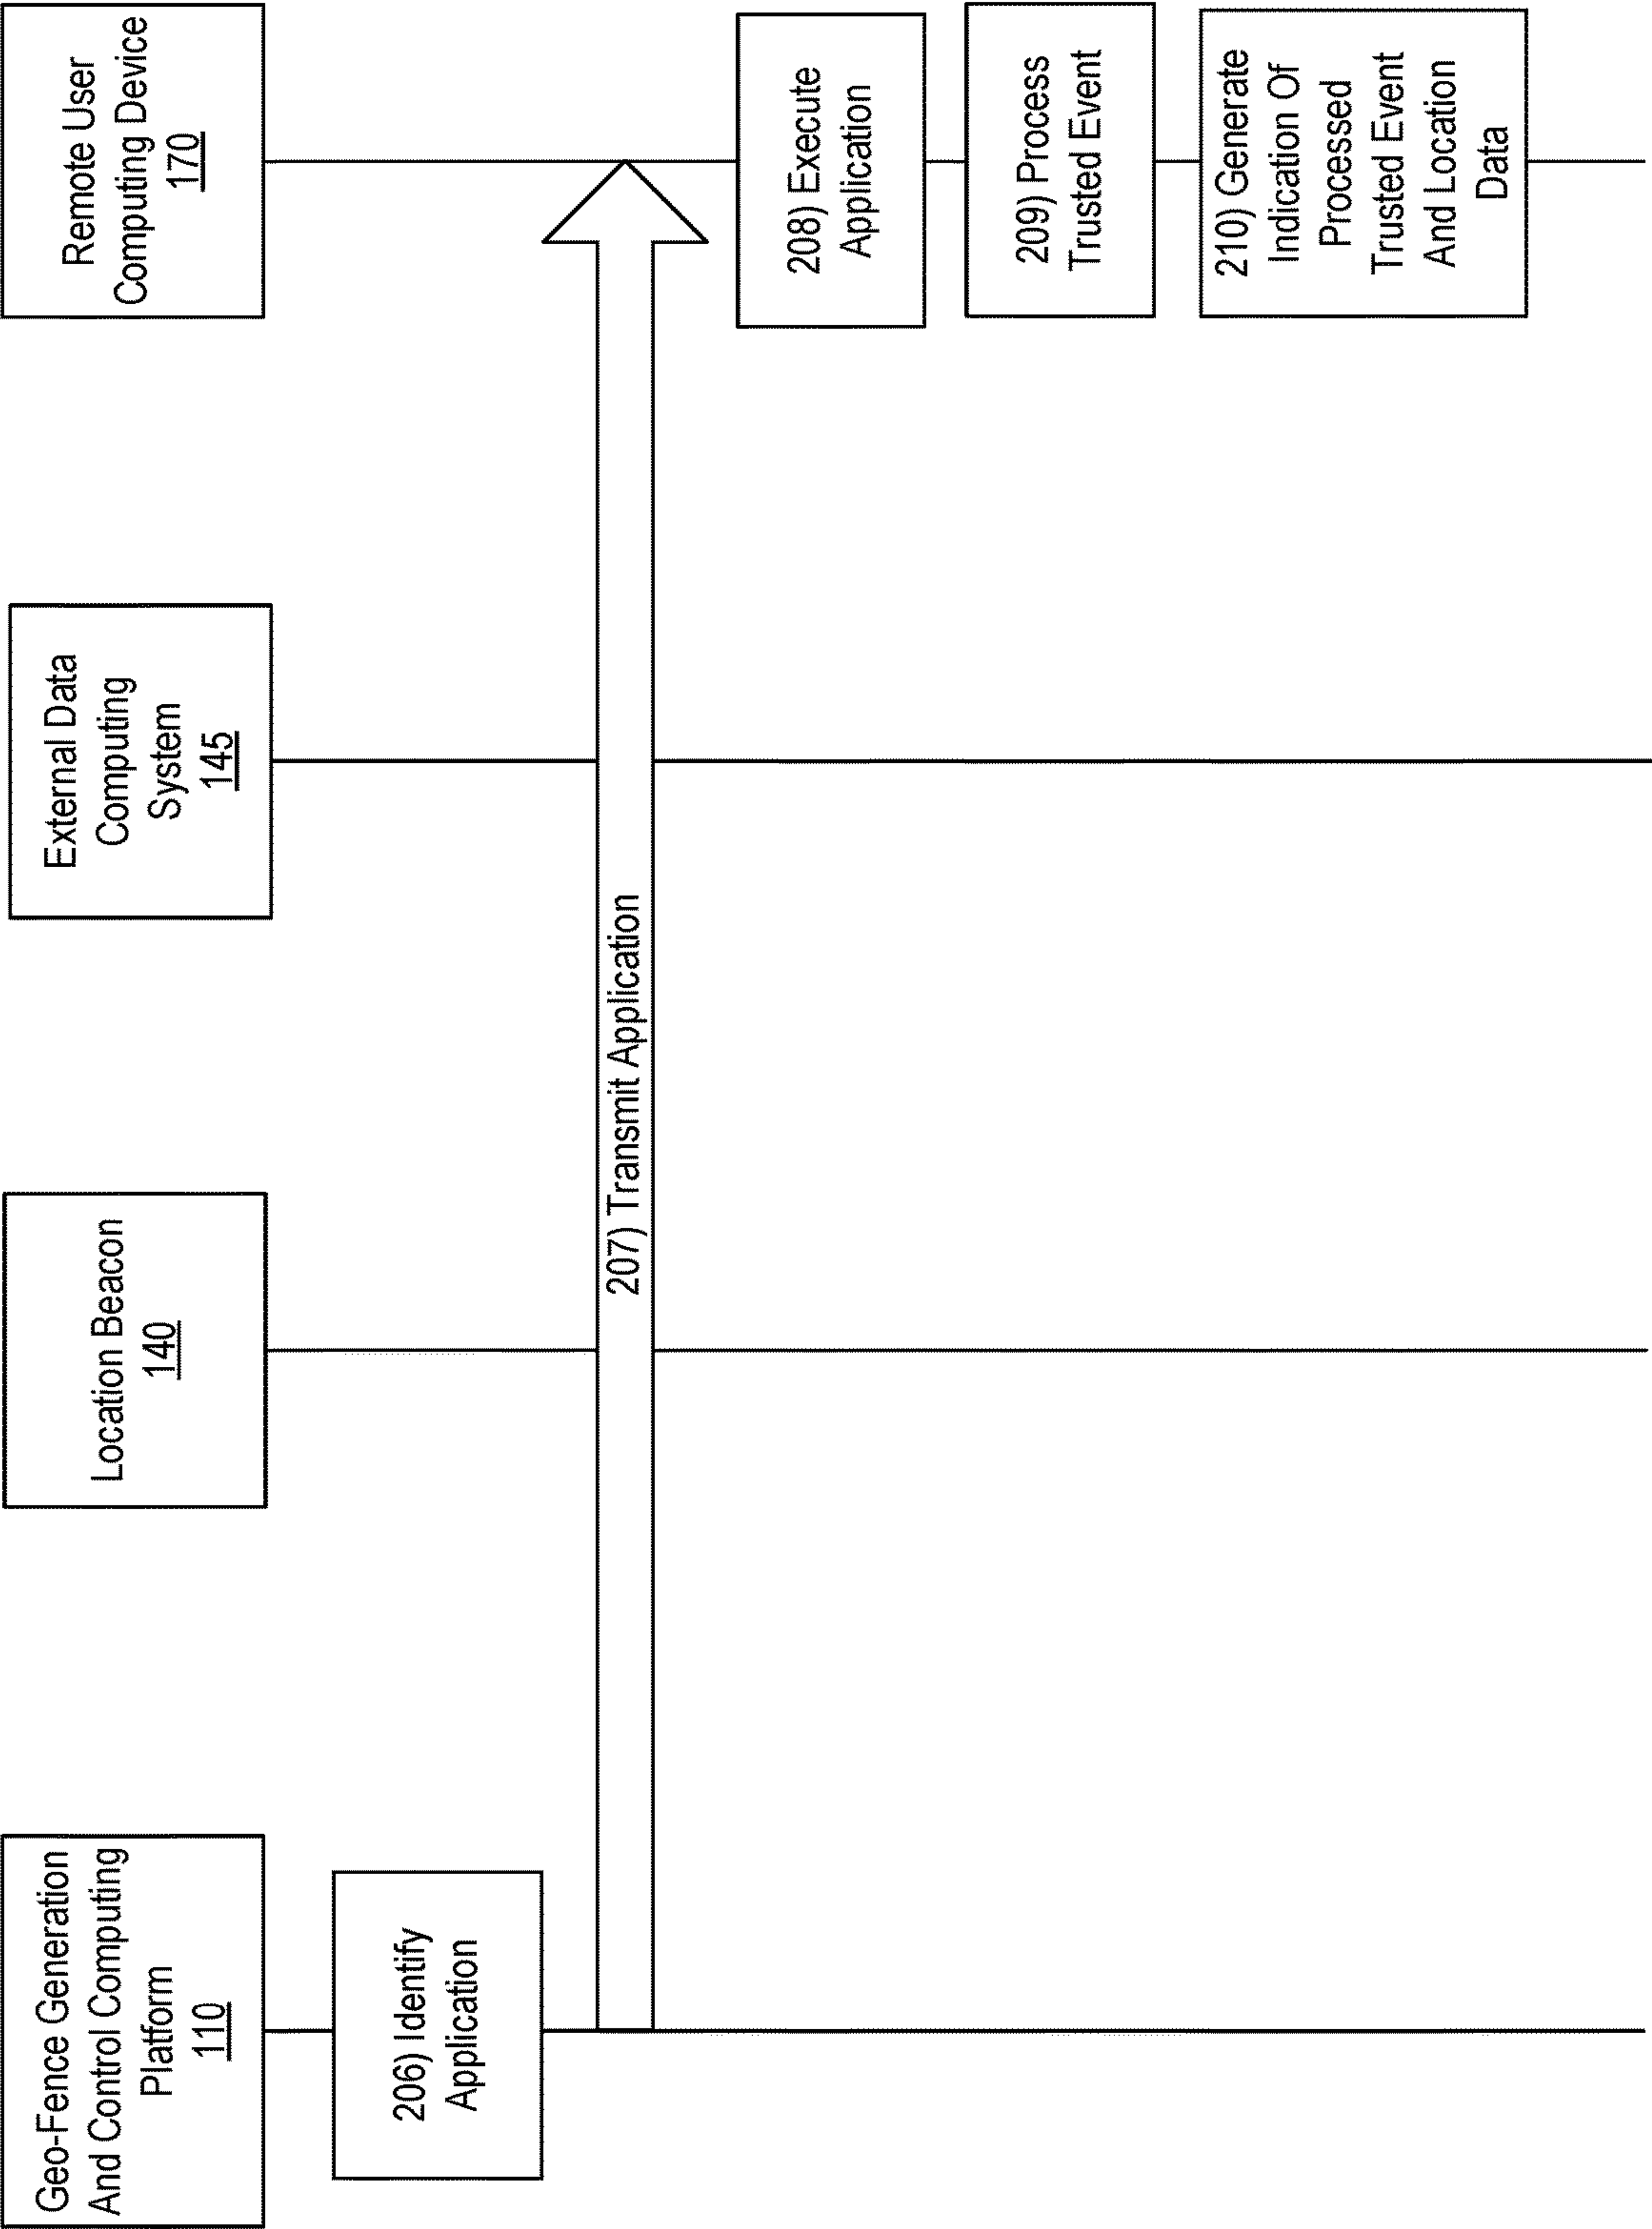 Geo-Fence Generation
And Control Computing
Platform
110
Location Beacon
140
External Data
Computing
System
145
Remote User
Computing Device
170
206) Identify
Application
207) Transmit Application
208) Execute
Application
209) Process
Trusted Event
210) Generate
Indication Of
Processed
Trusted Event
And Location
Data